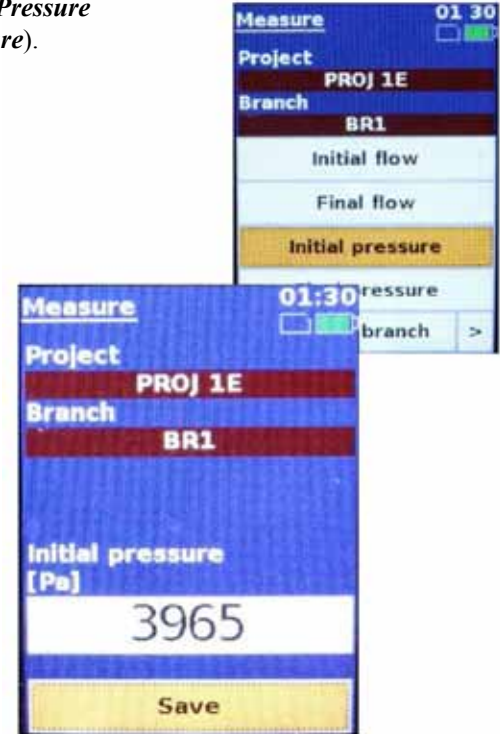 Pressure
re).
Measure
01 30
Project
PROJ 1E
Branch
BR1
Initial flow
Final flow
Initial pressure
ressure
branch >
Measure
01:30
Project
PROJ 1E
Branch
BR1
Initial pressure
[Pa]
3965
Save